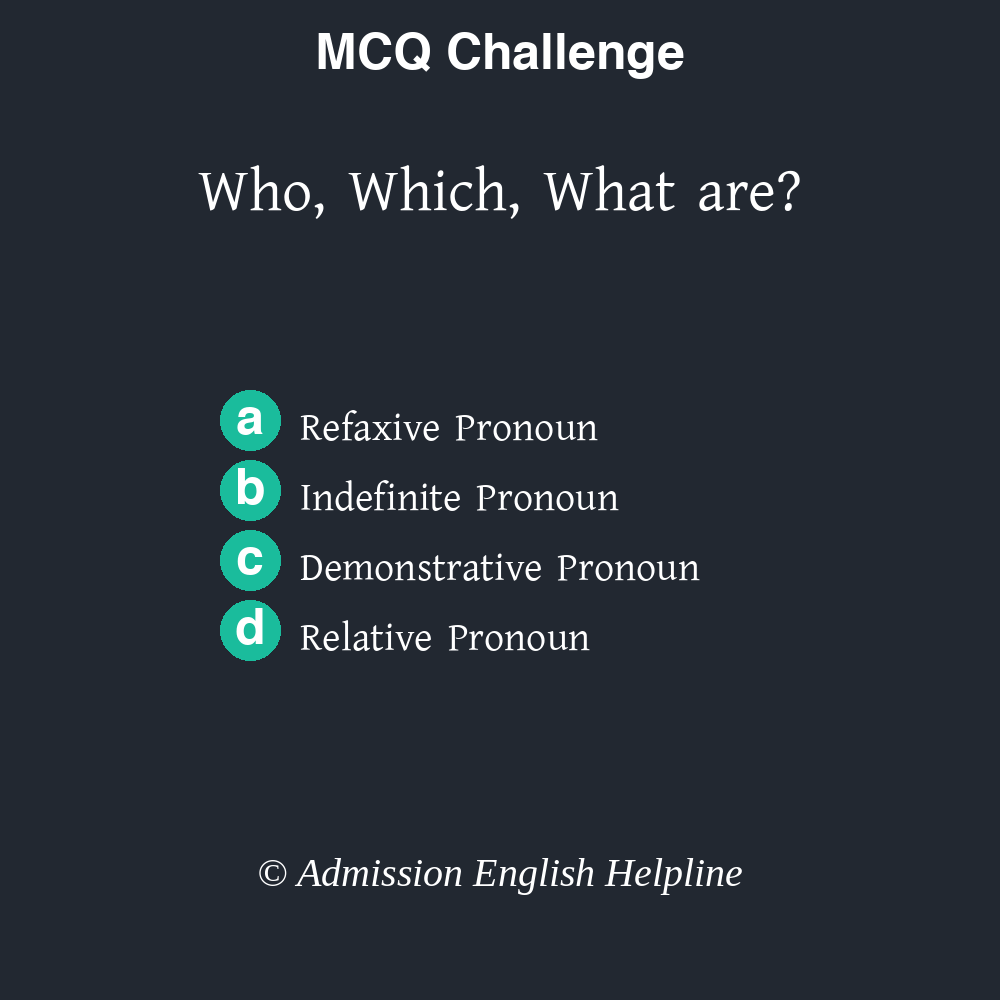 MCQ Challenge
Who, Which, What are?
a Refaxive Pronoun
b Indefinite Pronoun
c Demonstrative Pronoun
d Relative Pronoun
© Admission English Helpline